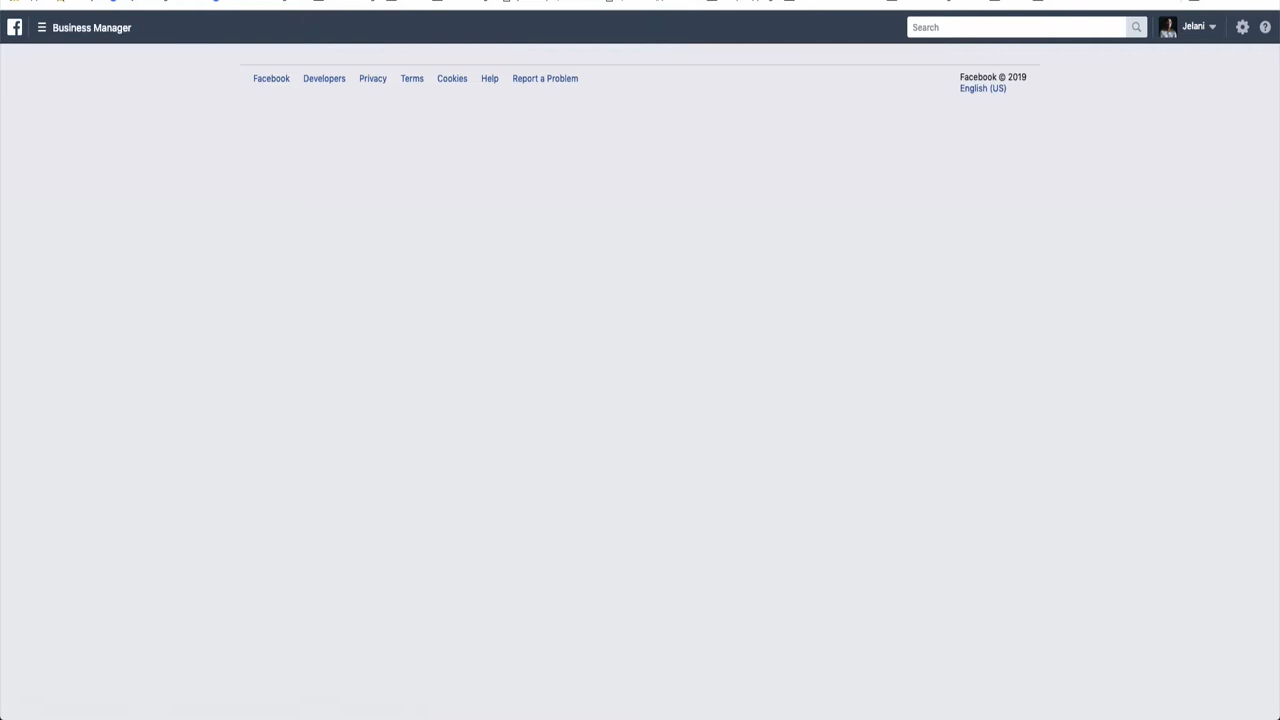 Business Manager
Search
Jelani
Facebook Developers Privacy Terms Cookies Help Report a Problem
Facebook © 2019
English (US)